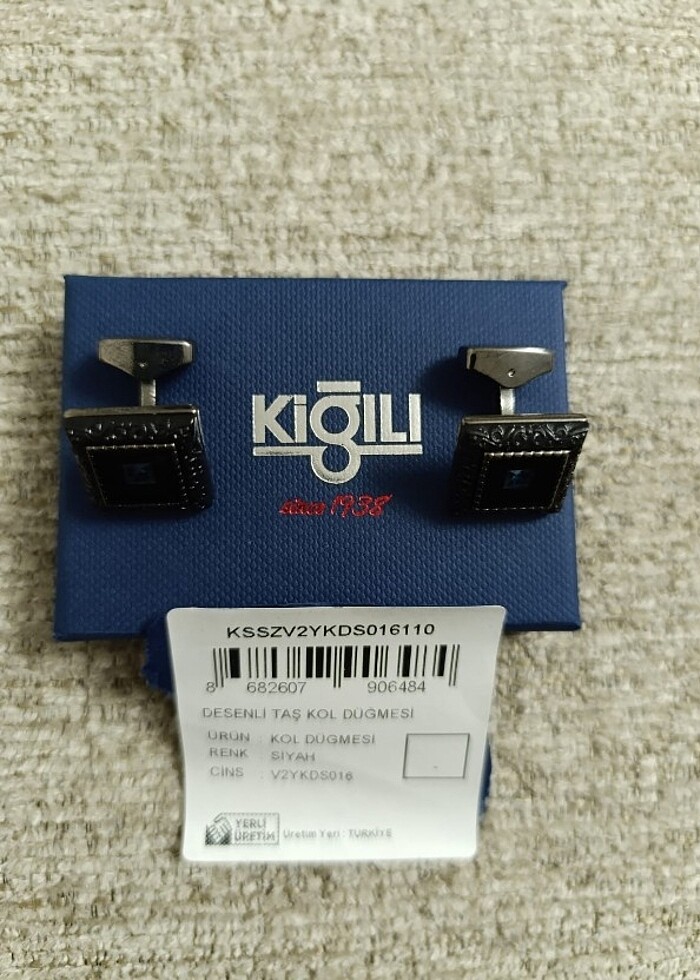 KİĞILI
since 1938
KSSZV2YKDS016110
8 682607 906484
DESENLİ TAŞ KOL DÜĞMESİ
ÜRÜN : KOL DÜĞMESİ
RENK : SİYAH
CİNS : V2YKDS016
YERLİ
ÜRETİM
Üretim Yeri : TÜRKİYE